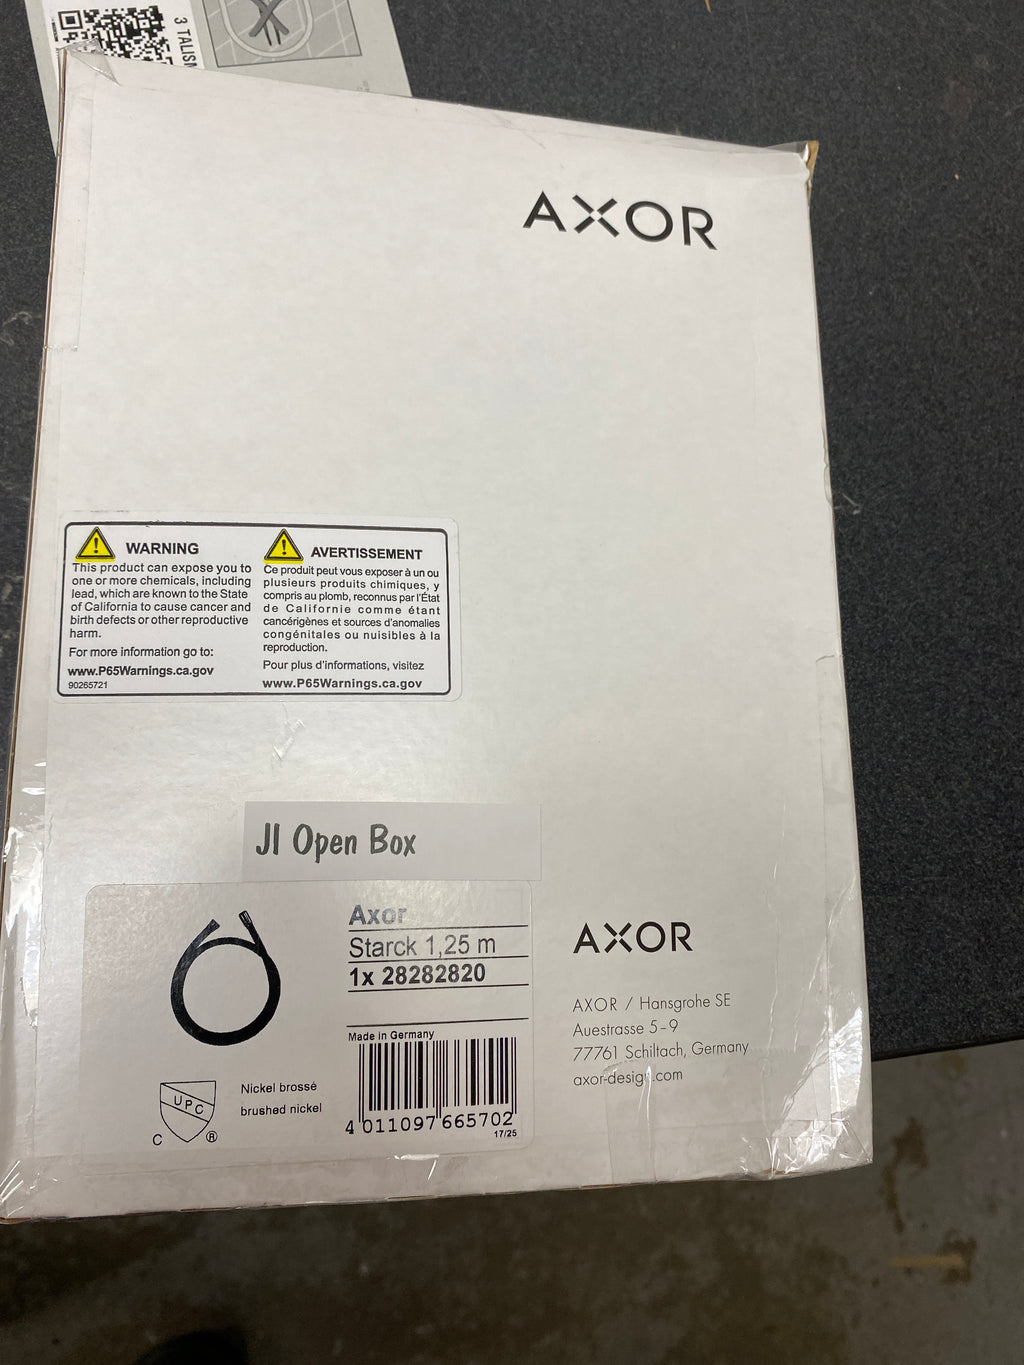 AXOR
WARNING
This product can expose you to
one or more chemicals, including
lead, which are known to the State
of California to cause cancer and
birth defects or other reproductive
harm.
For more information go to:
www.P65Warnings.ca.gov
90265721
AVERTISSEMENT
Ce produit peut vous exposer à un ou
plusieurs produits chimiques, y
compris au plomb, reconnus par l'État
de Californie comme étant
cancérigènes et sources d'anomalies
congénitales ou nuisibles à la
reproduction.
Pour plus d'informations, visitez
www.P65Warnings.ca.gov
JI Open Box
Axor
Starck 1,25 m
1x 28282820
Made in Germany
4 011097 665702
17/25
UPC
C ®
Nickel brossé
brushed nickel
AXOR
AXOR / Hansgrohe SE
Auestrasse 5-9
77761 Schiltach, Germany
axor-design.com